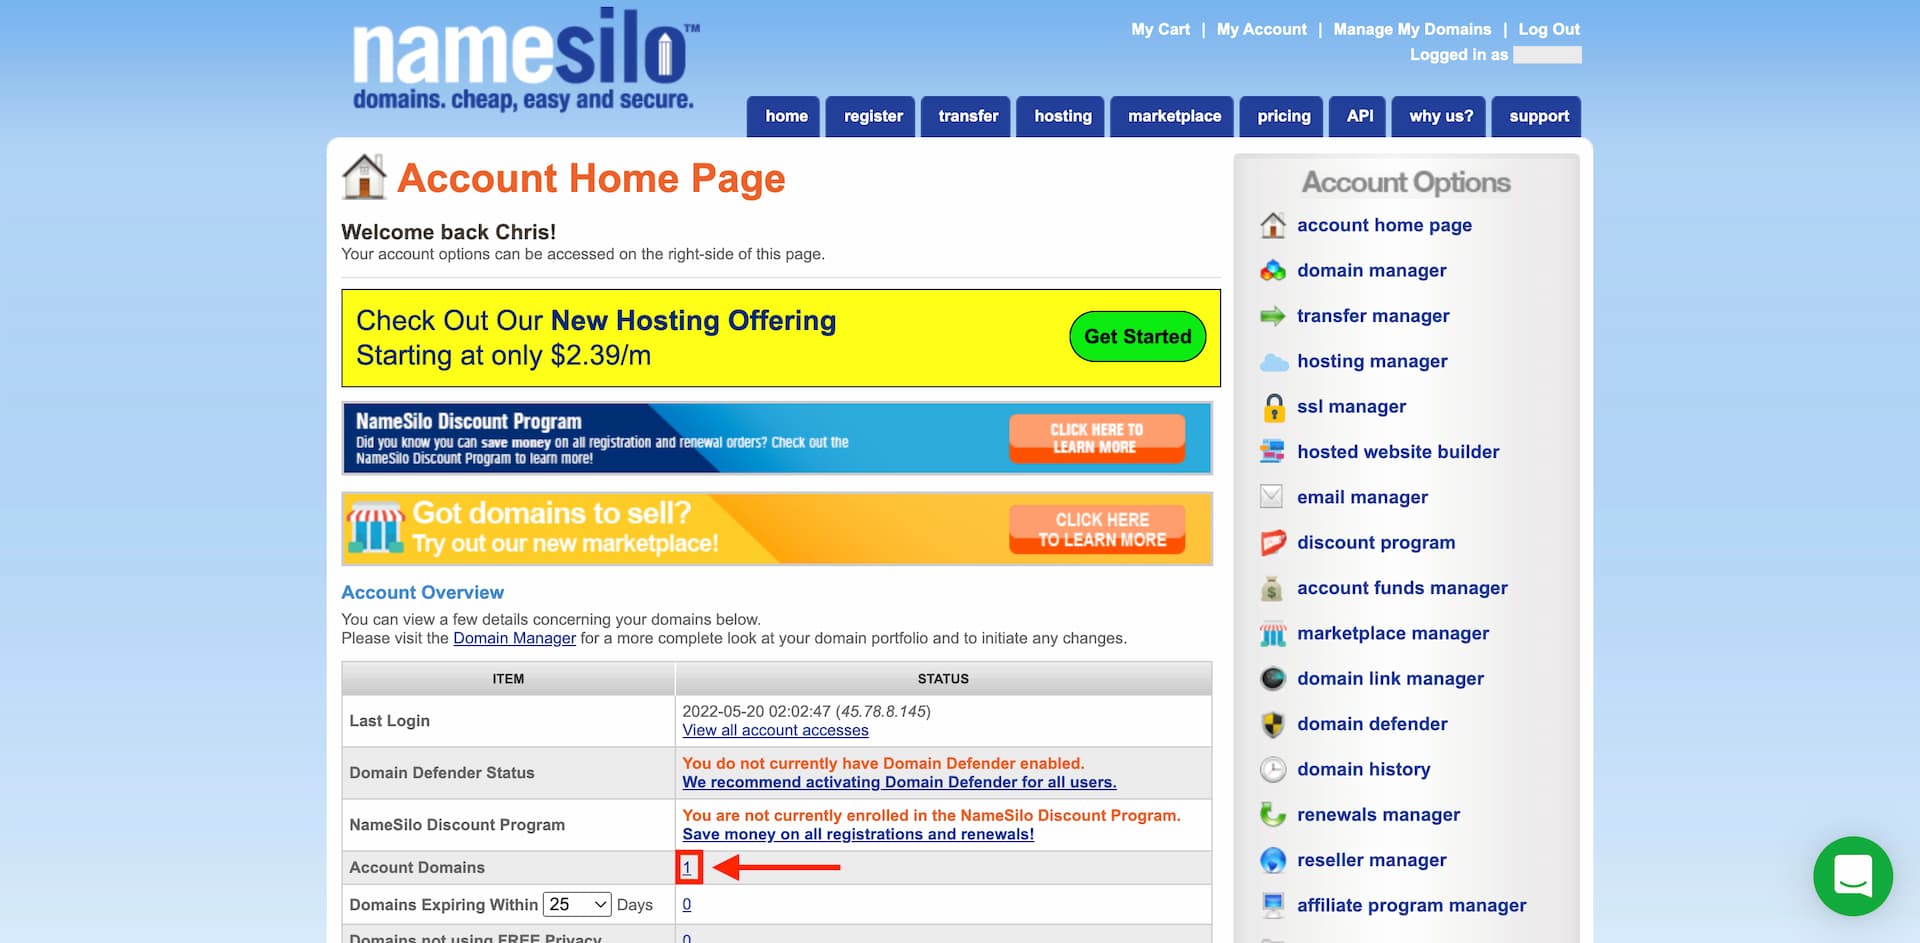 namesilo™
domains. cheap, easy and secure.
My Cart | My Account | Manage My Domains | Log Out
Logged in as
home register transfer hosting marketplace pricing API why us? support
Account Home Page
Welcome back Chris!
Your account options can be accessed on the right-side of this page.
Check Out Our New Hosting Offering
Starting at only $2.39/m
Get Started
NameSilo Discount Program
Did you know you can save money on all registration and renewal orders? Check out the
NameSilo Discount Program to learn more!
CLICK HERE TO
LEARN MORE
Got domains to sell?
Try out our new marketplace!
CLICK HERE
TO LEARN MORE
Account Overview
You can view a few details concerning your domains below.
Please visit the Domain Manager for a more complete look at your domain portfolio and to initiate any changes.
ITEM STATUS
Last Login
2022-05-20 02:02:47 (45.78.8.145)
View all account accesses
Domain Defender Status
You do not currently have Domain Defender enabled.
We recommend activating Domain Defender for all users.
NameSilo Discount Program
You are not currently enrolled in the NameSilo Discount Program.
Save money on all registrations and renewals!
Account Domains 1
Domains Expiring Within 25 Days 0
Domains not using FREE Privacy 0
Account Options
account home page
domain manager
transfer manager
hosting manager
ssl manager
hosted website builder
email manager
discount program
account funds manager
marketplace manager
domain link manager
domain defender
domain history
renewals manager
reseller manager
affiliate program manager